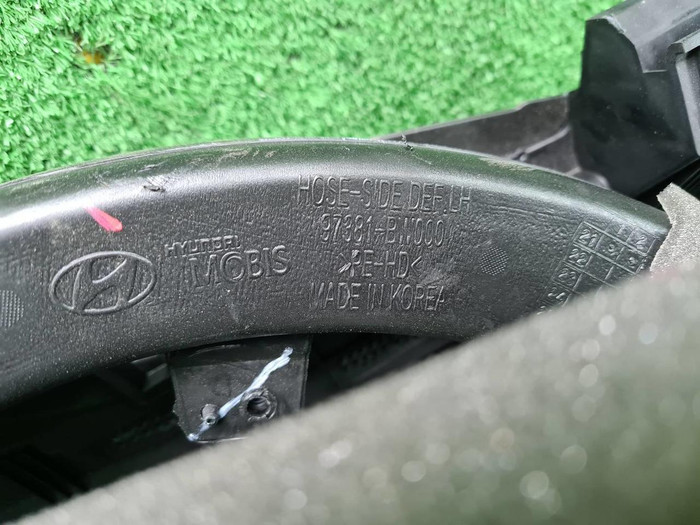 HOSE-SIDE DEF,LH
97381-BW000
>PE-HD<
MADE IN KOREA
HYUNDAI
MOBIS